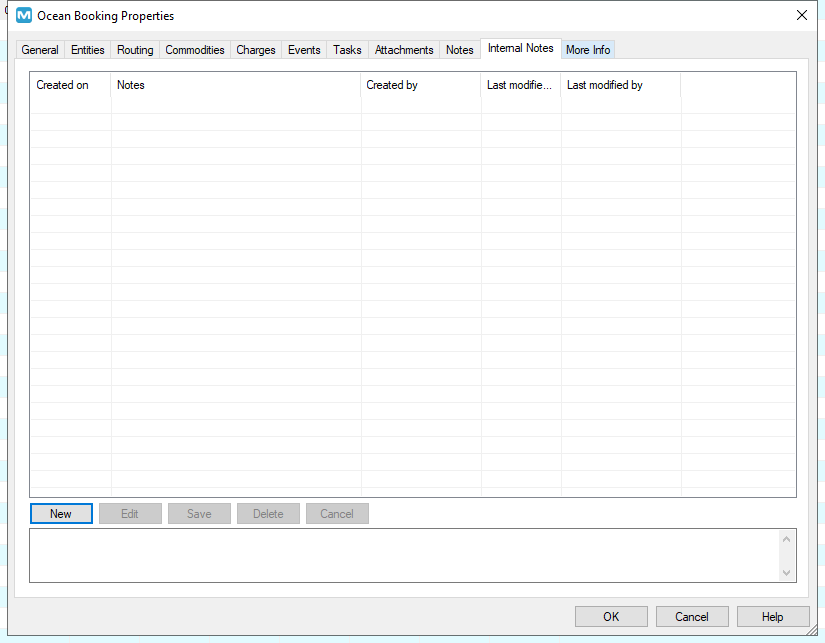 Ocean Booking Properties
General Entities Routing Commodities Charges Events Tasks Attachments Notes Internal Notes More Info
Created on Notes Created by Last modifie... Last modified by
New Edit Save Delete Cancel
OK Cancel Help